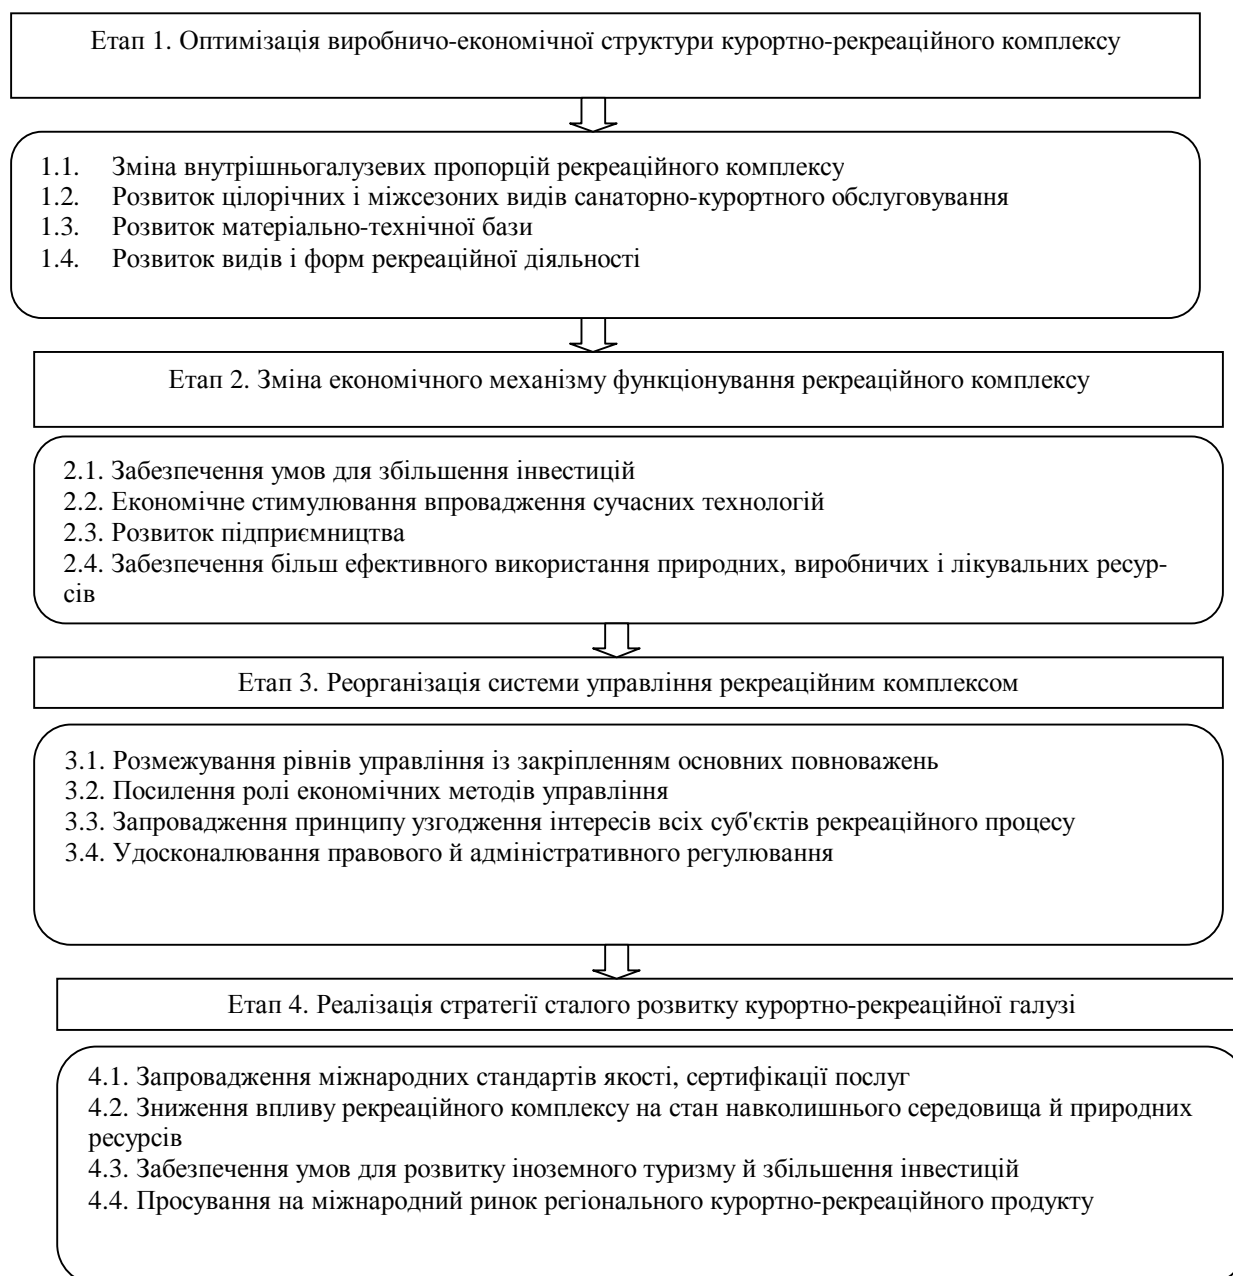 Етап 1. Оптимізація виробничо-економічної структури курортно-рекреаційного комплексу
1.1. Зміна внутрішньогалузевих пропорцій рекреаційного комплексу
1.2. Розвиток цілорічних і міжсезоних видів санаторно-курортного обслуговування
1.3. Розвиток матеріально-технічної бази
1.4. Розвиток видів і форм рекреаційної діяльності
Етап 2. Зміна економічного механізму функціонування рекреаційного комплексу
2.1. Забезпечення умов для збільшення інвестицій
2.2. Економічне стимулювання впровадження сучасних технологій
2.3. Розвиток підприємництва
2.4. Забезпечення більш ефективного використання природних, виробничих і лікувальних ресур-
сів
Етап 3. Реорганізація системи управління рекреаційним комплексом
3.1. Розмежування рівнів управління із закріпленням основних повноважень
3.2. Посилення ролі економічних методів управління
3.3. Запровадження принципу узгодження інтересів всіх суб'єктів рекреаційного процесу
3.4. Удосконалювання правового й адміністративного регулювання
Етап 4. Реалізація стратегії сталого розвитку курортно-рекреаційної галузі
4.1. Запровадження міжнародних стандартів якості, сертифікації послуг
4.2. Зниження впливу рекреаційного комплексу на стан навколишнього середовища й природних
ресурсів
4.3. Забезпечення умов для розвитку іноземного туризму й збільшення інвестицій
4.4. Просування на міжнародний ринок регіонального курортно-рекреаційного продукту